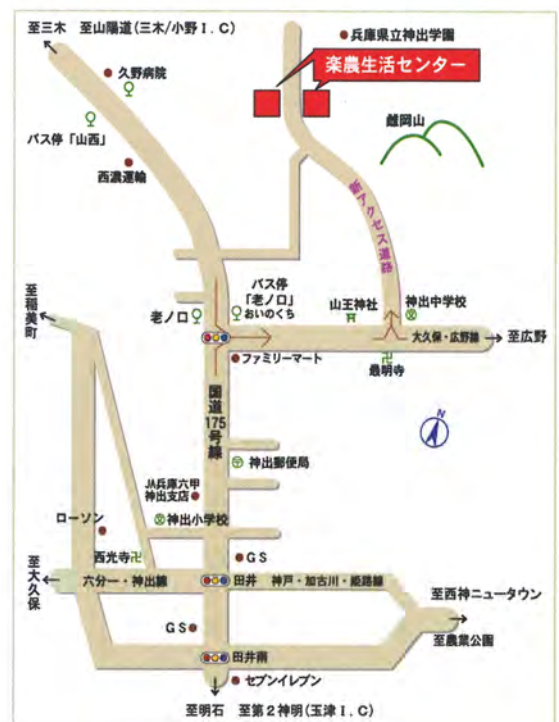 至三木 至山陽道(三木/小野I.C)
兵庫県立神出学園
久野病院
楽農生活センター
バス停「山西」
雌岡山
西濃運輸
新アクセス道路
至稲美町
老ノ口
バス停
「老ノロ」
おいのくち
山王神社
神出中学校
大久保・広野線
至広野
ファミリーマート
最明寺
国道
175
号線
N
神出郵便局
JA兵庫六甲
神出支店
ローソン
神出小学校
西光寺
GS
至大久保
六分一・神出線
田井
神戸・加古川・姫路線
至西神ニュータウン
至農業公園
GS
田井南
セブンイレブン
至明石 至第2神明(玉津I.C)